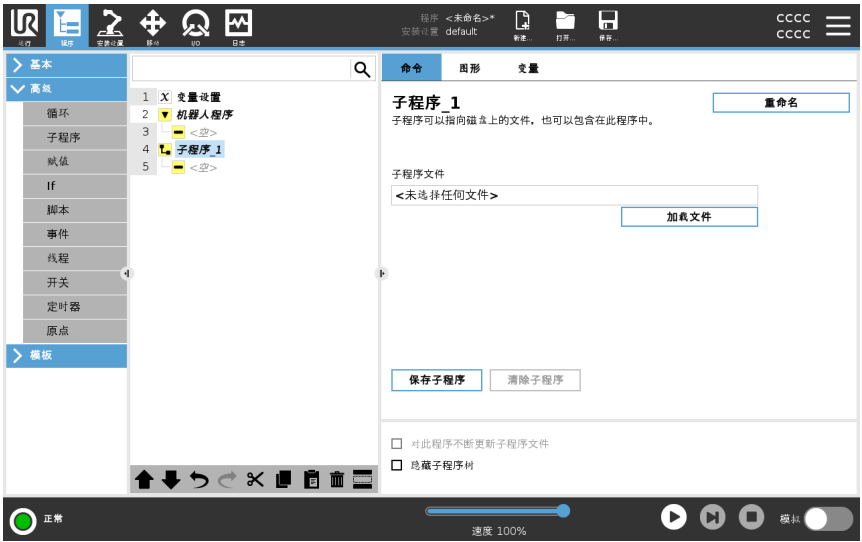 UR
运行
程序
安装设置
移动
I/O
日志
程序 <未命名>*
安装设置 default
新建...
打开...
保存...
CCCC
CCCC
基本
高级
循环
子程序
赋值
If
脚本
事件
线程
开关
定时器
原点
模板
1 X 变量设置
2 机器人程序
3 <空>
4 子程序_1
5 <空>
命令 图形 变量
子程序_1
重命名
子程序可以指向磁盘上的文件，也可以包含在此程序中。
子程序文件
<未选择任何文件>
加载文件
保存子程序
清除子程序
对此程序不断更新子程序文件
隐藏子程序树
正常
速度 100%
模拟